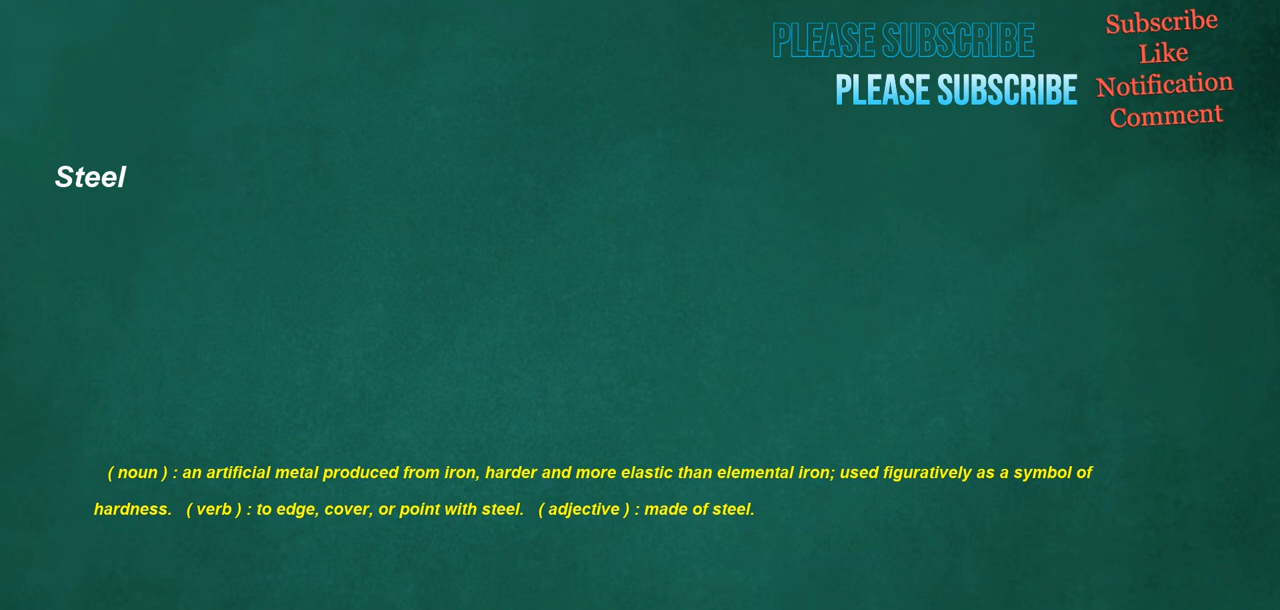 PLEASE SUBSCRIBE
PLEASE SUBSCRIBE
Subscribe
Like
Notification
Comment
Steel
( noun ) : an artificial metal produced from iron, harder and more elastic than elemental iron; used figuratively as a symbol of
hardness. ( verb ) : to edge, cover, or point with steel. ( adjective ) : made of steel.